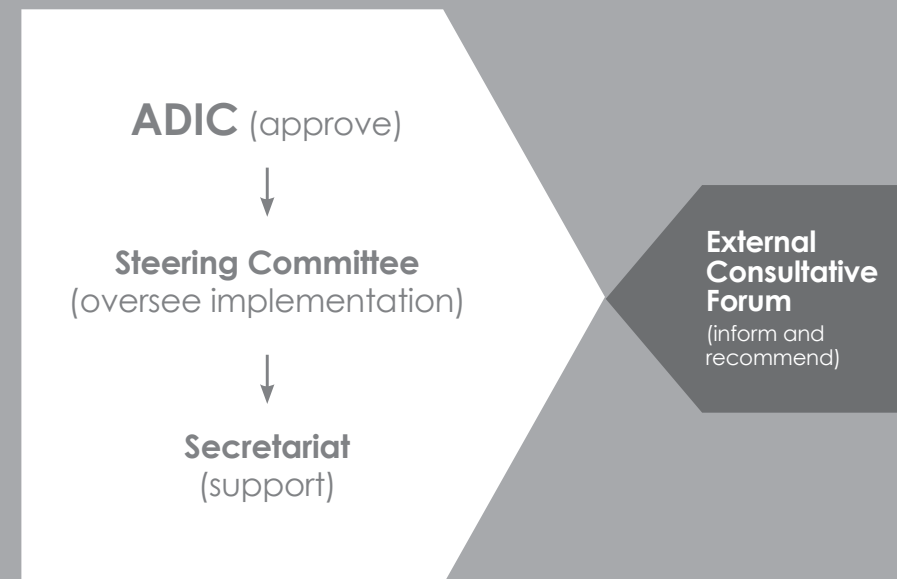 ADIC (approve)
Steering Committee
(oversee implementation)
Secretariat
(support)
External
Consultative
Forum
(inform and
recommend)